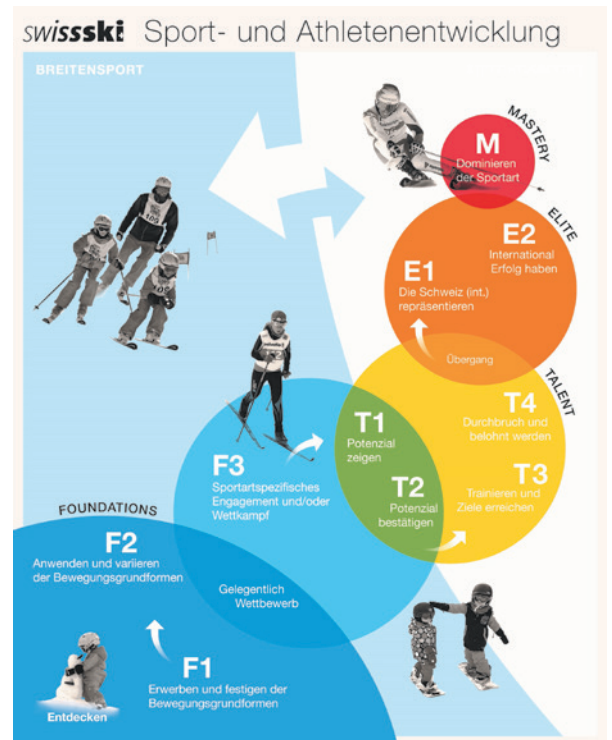 swissski Sport- und Athletenentwicklung
BREITENSPORT
MASTERY
M
Dominieren
der Sportart
ELITE
E2
International
Erfolg haben
E1
Die Schweiz (int.)
repräsentieren
Übergang
TALENT
T4
Durchbruch und
belohnt werden
T1
Potenzial
zeigen
T3
Trainieren und
Ziele erreichen
T2
Potenzial
bestätigen
F3
Sportartspezifisches
Engagement und/oder
Wettkampf
FOUNDATIONS
F2
Anwenden und variieren
der Bewegungsgrundformen
Gelegentlich
Wettbewerb
F1
Erwerben und festigen der
Bewegungsgrundformen
Entdecken